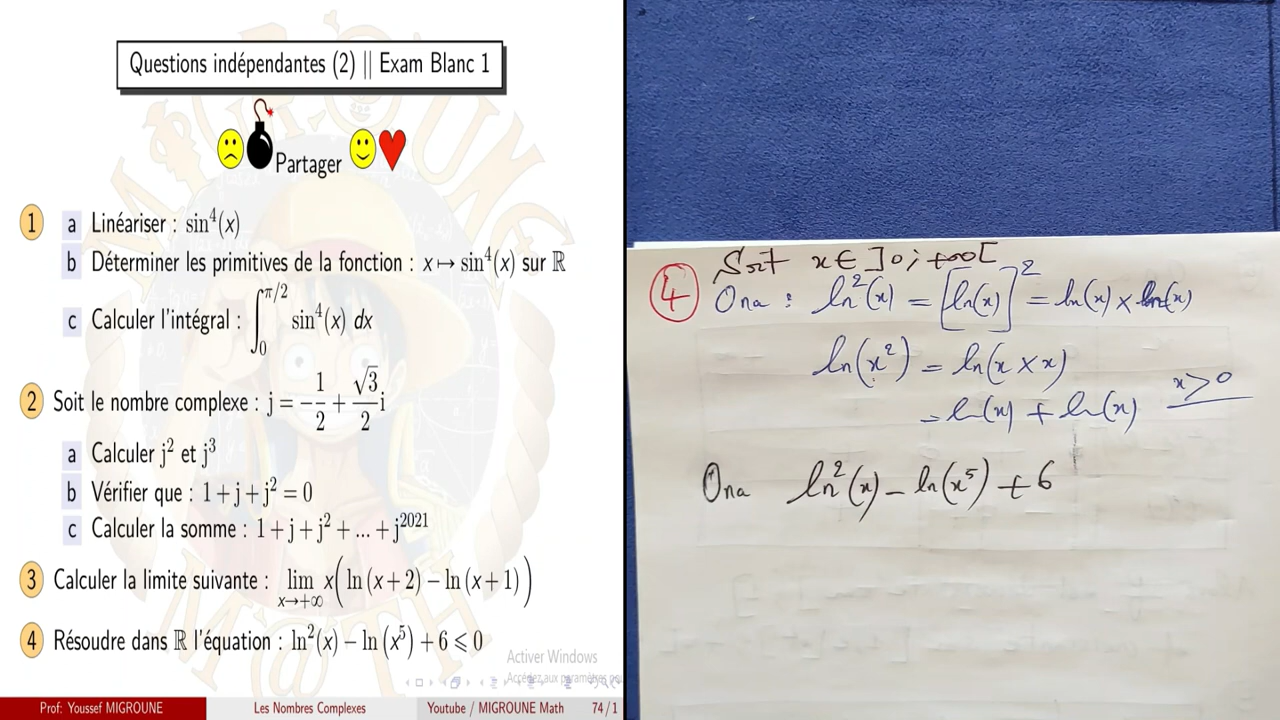 Questions indépendantes (2) || Exam Blanc 1
Partager
1 a Linéariser : sin⁴(x)
b Déterminer les primitives de la fonction : x ↦ sin⁴(x) sur ℝ
c Calculer l'intégral : ∫₀^{π/2} sin⁴(x) dx
2 Soit le nombre complexe : j = −1/2 + √3/2 i
a Calculer j² et j³
b Vérifier que : 1 + j + j² = 0
c Calculer la somme : 1 + j + j² + ... + j²⁰²¹
3 Calculer la limite suivante : lim x→+∞ x(ln(x+2) − ln(x+1))
4 Résoudre dans ℝ l'équation : ln²(x) − ln(x⁵) + 6 ⩽ 0
Activer Windows
Prof: Youssef MIGROUNE Les Nombres Complexes Youtube / MIGROUNE Math 74/1
Soit x ∈ ]0; +∞[
4 Ona : ln²(x) = [ln(x)]² = ln(x) × ln(x)
ln(x²) = ln(x × x)
= ln(x) + ln(x) x>0
Ona ln²(x) − ln(x⁵) + 6